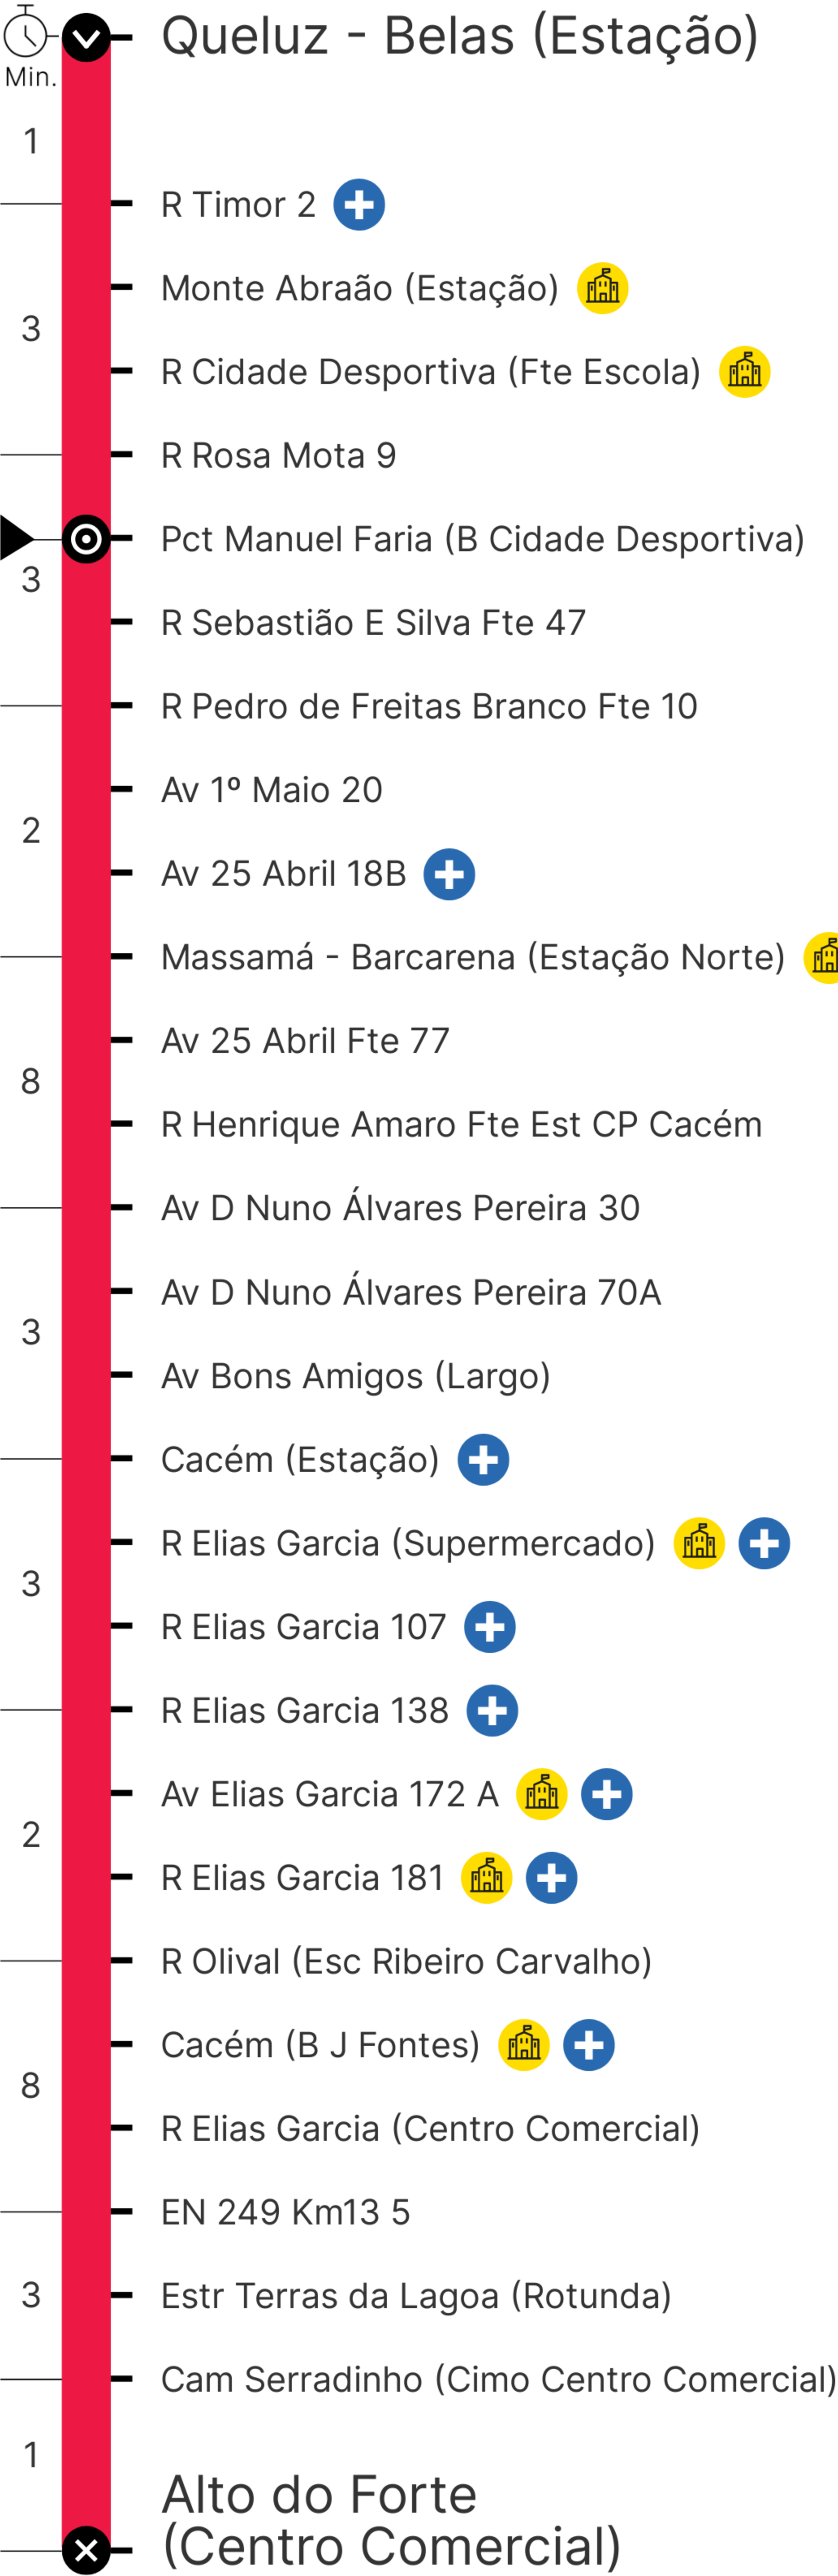 Queluz - Belas (Estação)
Min.
1
R Timor 2
Monte Abraão (Estação)
3
R Cidade Desportiva (Fte Escola)
R Rosa Mota 9
Pct Manuel Faria (B Cidade Desportiva)
3
R Sebastião E Silva Fte 47
R Pedro de Freitas Branco Fte 10
Av 1º Maio 20
2
Av 25 Abril 18B
Massamá - Barcarena (Estação Norte)
Av 25 Abril Fte 77
8
R Henrique Amaro Fte Est CP Cacém
Av D Nuno Álvares Pereira 30
Av D Nuno Álvares Pereira 70A
3
Av Bons Amigos (Largo)
Cacém (Estação)
R Elias Garcia (Supermercado)
3
R Elias Garcia 107
R Elias Garcia 138
Av Elias Garcia 172 A
2
R Elias Garcia 181
R Olival (Esc Ribeiro Carvalho)
Cacém (B J Fontes)
8
R Elias Garcia (Centro Comercial)
EN 249 Km13 5
3
Estr Terras da Lagoa (Rotunda)
Cam Serradinho (Cimo Centro Comercial)
1
Alto do Forte
(Centro Comercial)